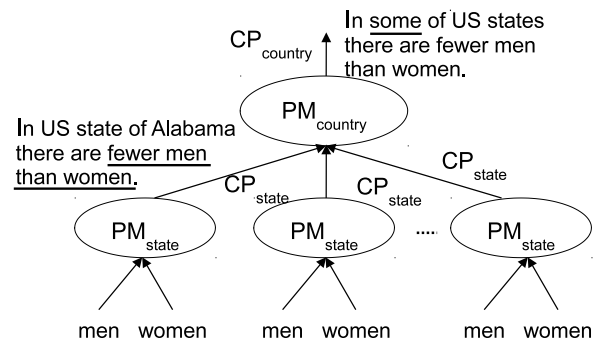 In some of US states
there are fewer men
than women.
CP country
PM country
In US state of Alabama
there are fewer men
than women.
CP state
CP state
CP state
PM state
PM state
.....
PM state
men women
men women
men women